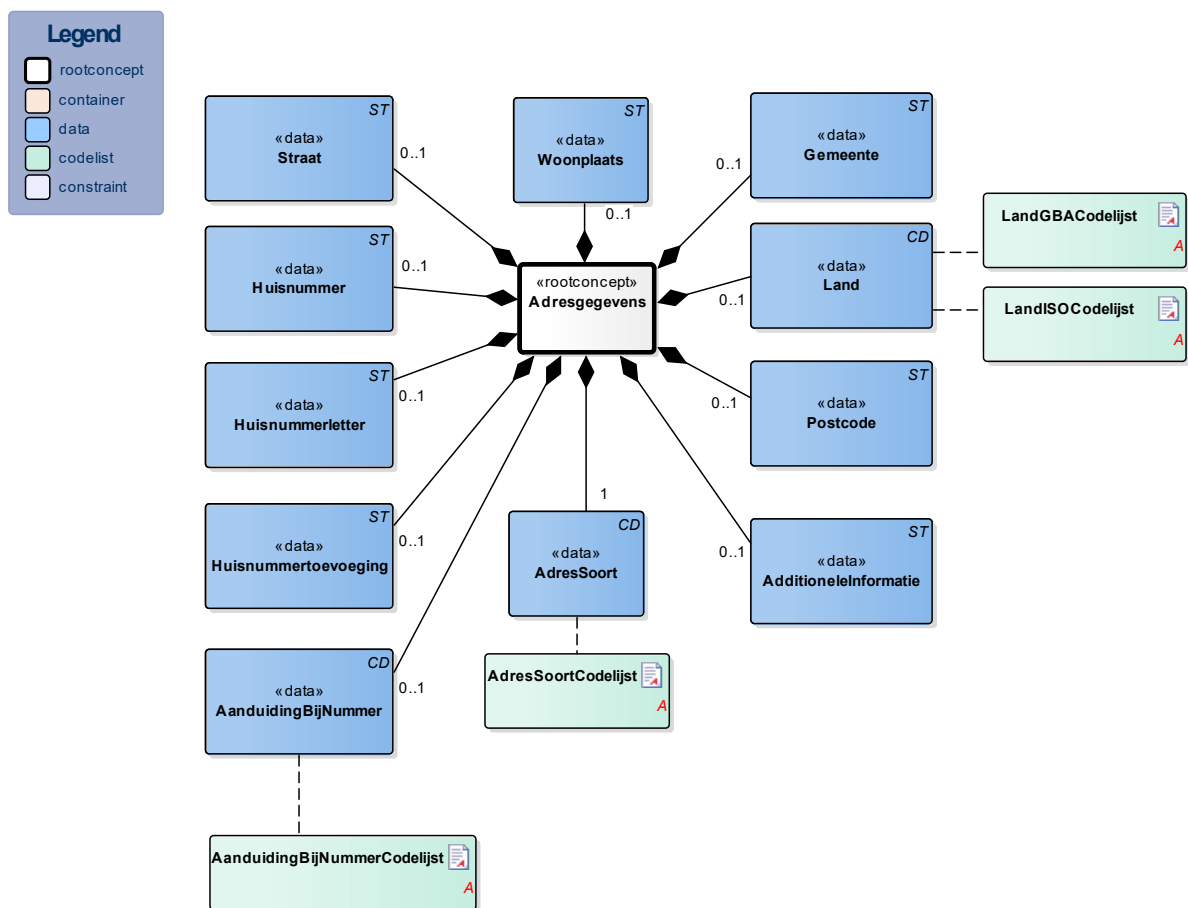 Legend
rootconcept
container
data
codelist
constraint
ST
«data»
Straat
0..1
ST
«data»
Woonplaats
0..1
ST
«data»
Gemeente
0..1
ST
«data»
Huisnummer
0..1
«rootconcept»
Adresgegevens
CD
«data»
Land
0..1
LandGBACodelijst
A
LandISOCodelijst
A
ST
«data»
Huisnummerletter
0..1
ST
«data»
Postcode
0..1
ST
«data»
Huisnummertoevoeging
0..1
1
CD
«data»
AdresSoort
ST
«data»
AdditioneleInformatie
0..1
CD
«data»
AanduidingBijNummer
0..1
AdresSoortCodelijst
A
AanduidingBijNummerCodelijst
A